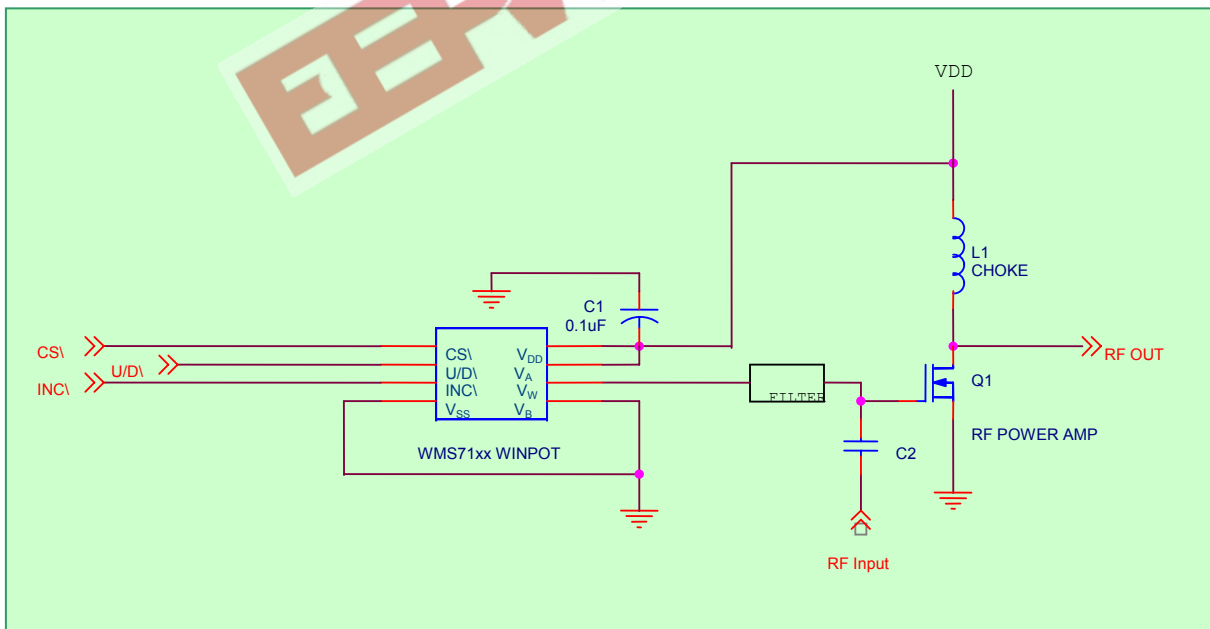 VDD
L1
CHOKE
C1
0.1uF
CS\
U/D\
INC\
CS\
U/D\
INC\
VSS
VDD
VA
VW
VB
RF OUT
FILTER
Q1
RF POWER AMP
WMS71xx WINPOT
C2
RF Input